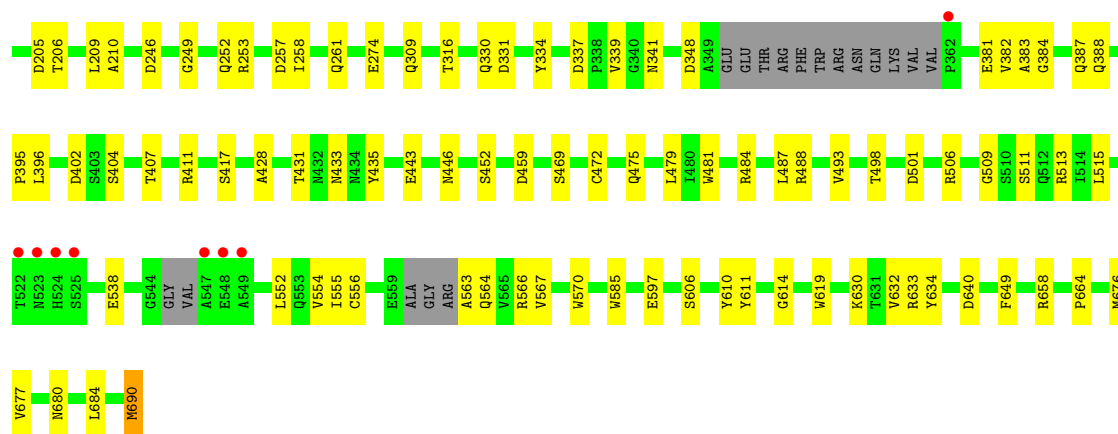 D205 T206 L209 A210 D246 G249 Q252 R253 D257 I258 Q261 E274 Q309 T316 Q330 D331 Y334 D337 P338 V339 G340 N341 D348 A349 GLU GLU THR ARG PHE TRP ARG ASN GLN LYS VAL VAL P362 E381 V382 A383 G384 Q387 Q388
P395 L396 D402 S403 S404 T407 R411 S417 A428 T431 N432 N433 N434 Y435 E443 N446 S452 D459 S469 C472 Q475 L479 I480 W481 R484 L487 R488 V493 T498 D501 R506 G509 S510 S511 Q512 R513 I514 L515
T522 N523 H524 S525 E538 G544 GLY VAL A547 E548 A549 L552 Q553 V554 I555 C556 E559 ALA GLY ARG A563 Q564 V565 R566 V567 W570 W585 E597 S606 Y610 Y611 G614 W619 K630 T631 V632 R633 Y634 D640 F649 R658 P664 M676
V677 N680 L684 M690